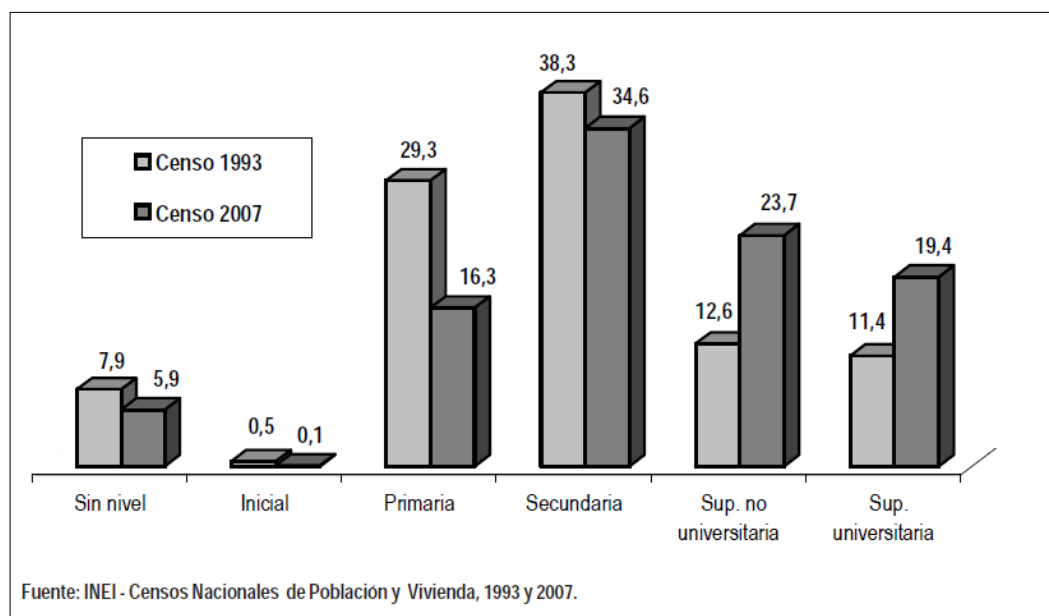 38,3
34,6
29,3
Censo 1993
Censo 2007
23,7
19,4
16,3
12,6
11,4
7,9
5,9
0,5
0,1
Sin nivel
Inicial
Primaria
Secundaria
Sup. no
universitaria
Sup.
universitaria
Fuente: INEI - Censos Nacionales de Población y Vivienda, 1993 y 2007.